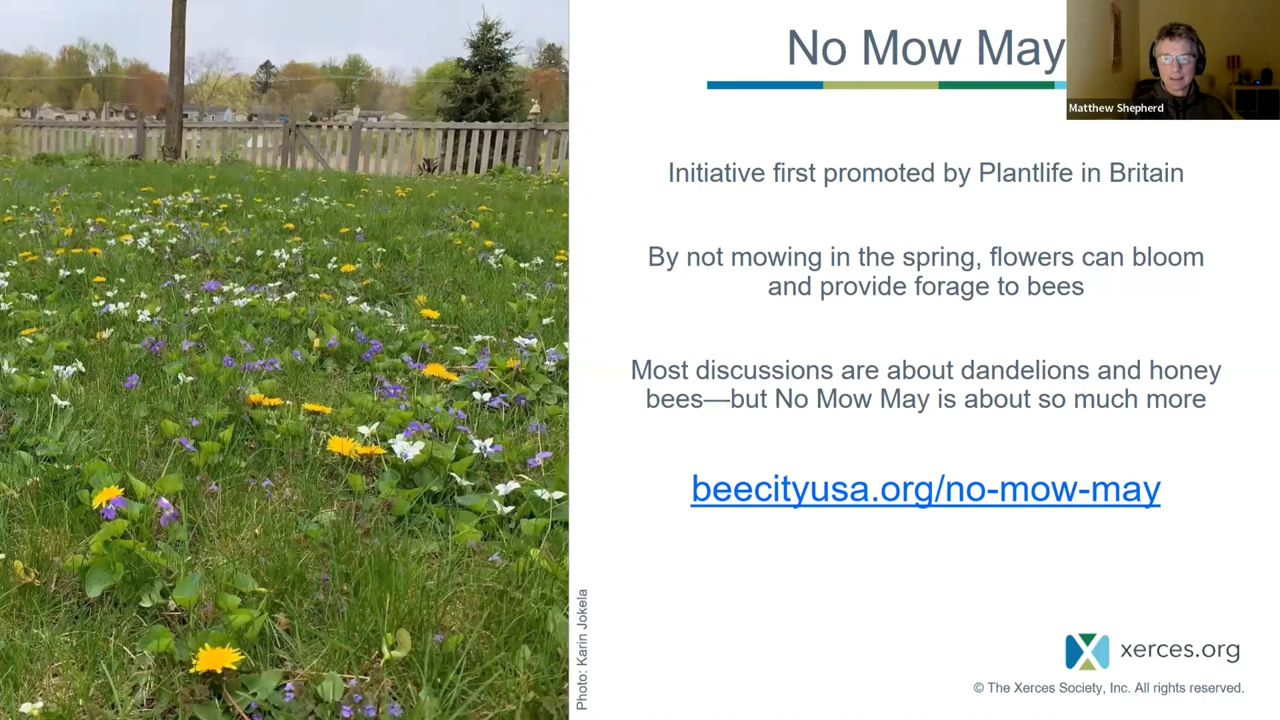 No Mow May
Matthew Shepherd
Initiative first promoted by Plantlife in Britain
By not mowing in the spring, flowers can bloom
and provide forage to bees
Most discussions are about dandelions and honey
bees—but No Mow May is about so much more
beecityusa.org/no-mow-may
Photo: Karin Jokela
xerces.org
© The Xerces Society, Inc. All rights reserved.